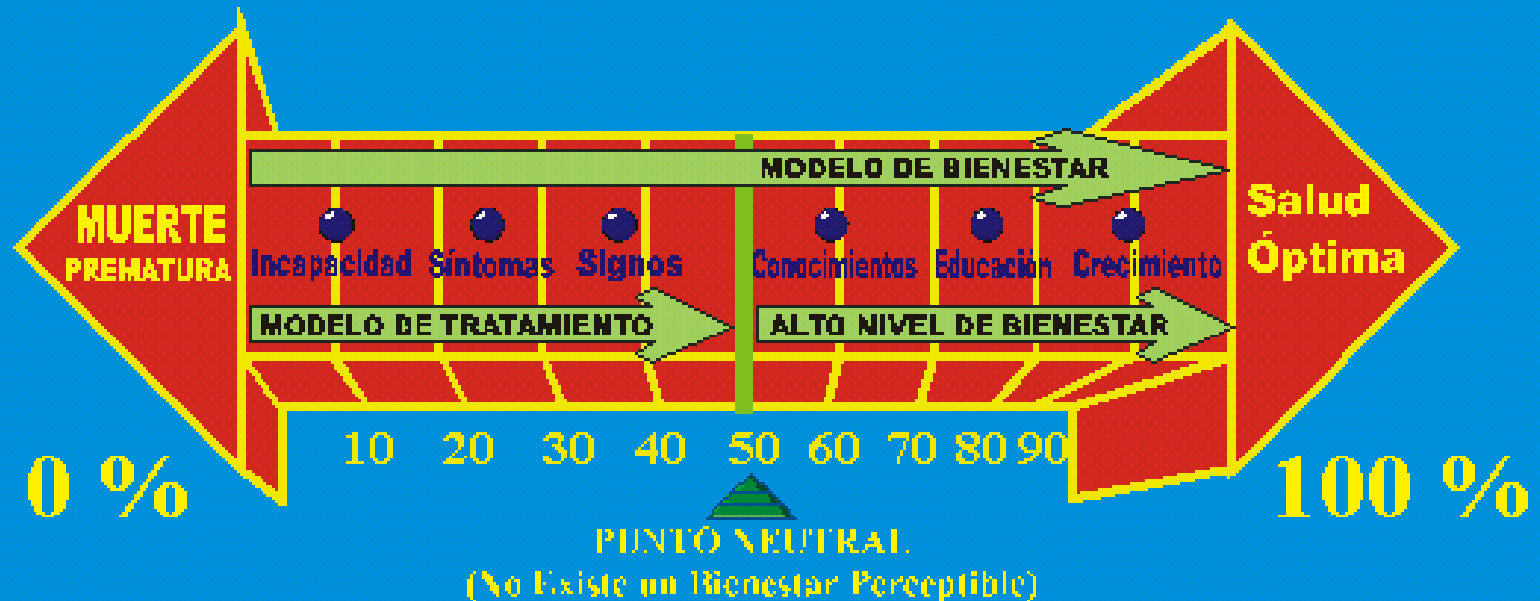 MODELO DE BIENESTAR
MUERTE
PREMATURA
Salud
Óptima
Incapacidad Síntomas Signos Conocimientos Educación Crecimiento
MODELO DE TRATAMIENTO ALTO NIVEL DE BIENESTAR
10 20 30 40 50 60 70 80 90
0 % 100 %
PUNTO NEUTRAL
(No Existe un Bienestar Perceptible)